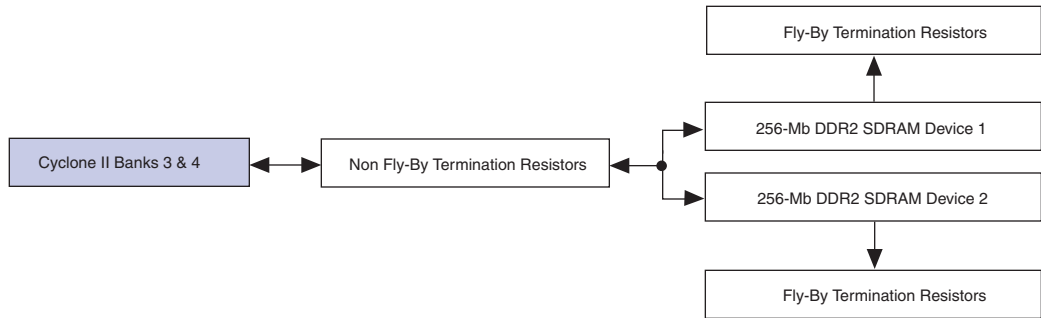 Fly-By Termination Resistors
256-Mb DDR2 SDRAM Device 1
Cyclone II Banks 3 & 4
Non Fly-By Termination Resistors
256-Mb DDR2 SDRAM Device 2
Fly-By Termination Resistors